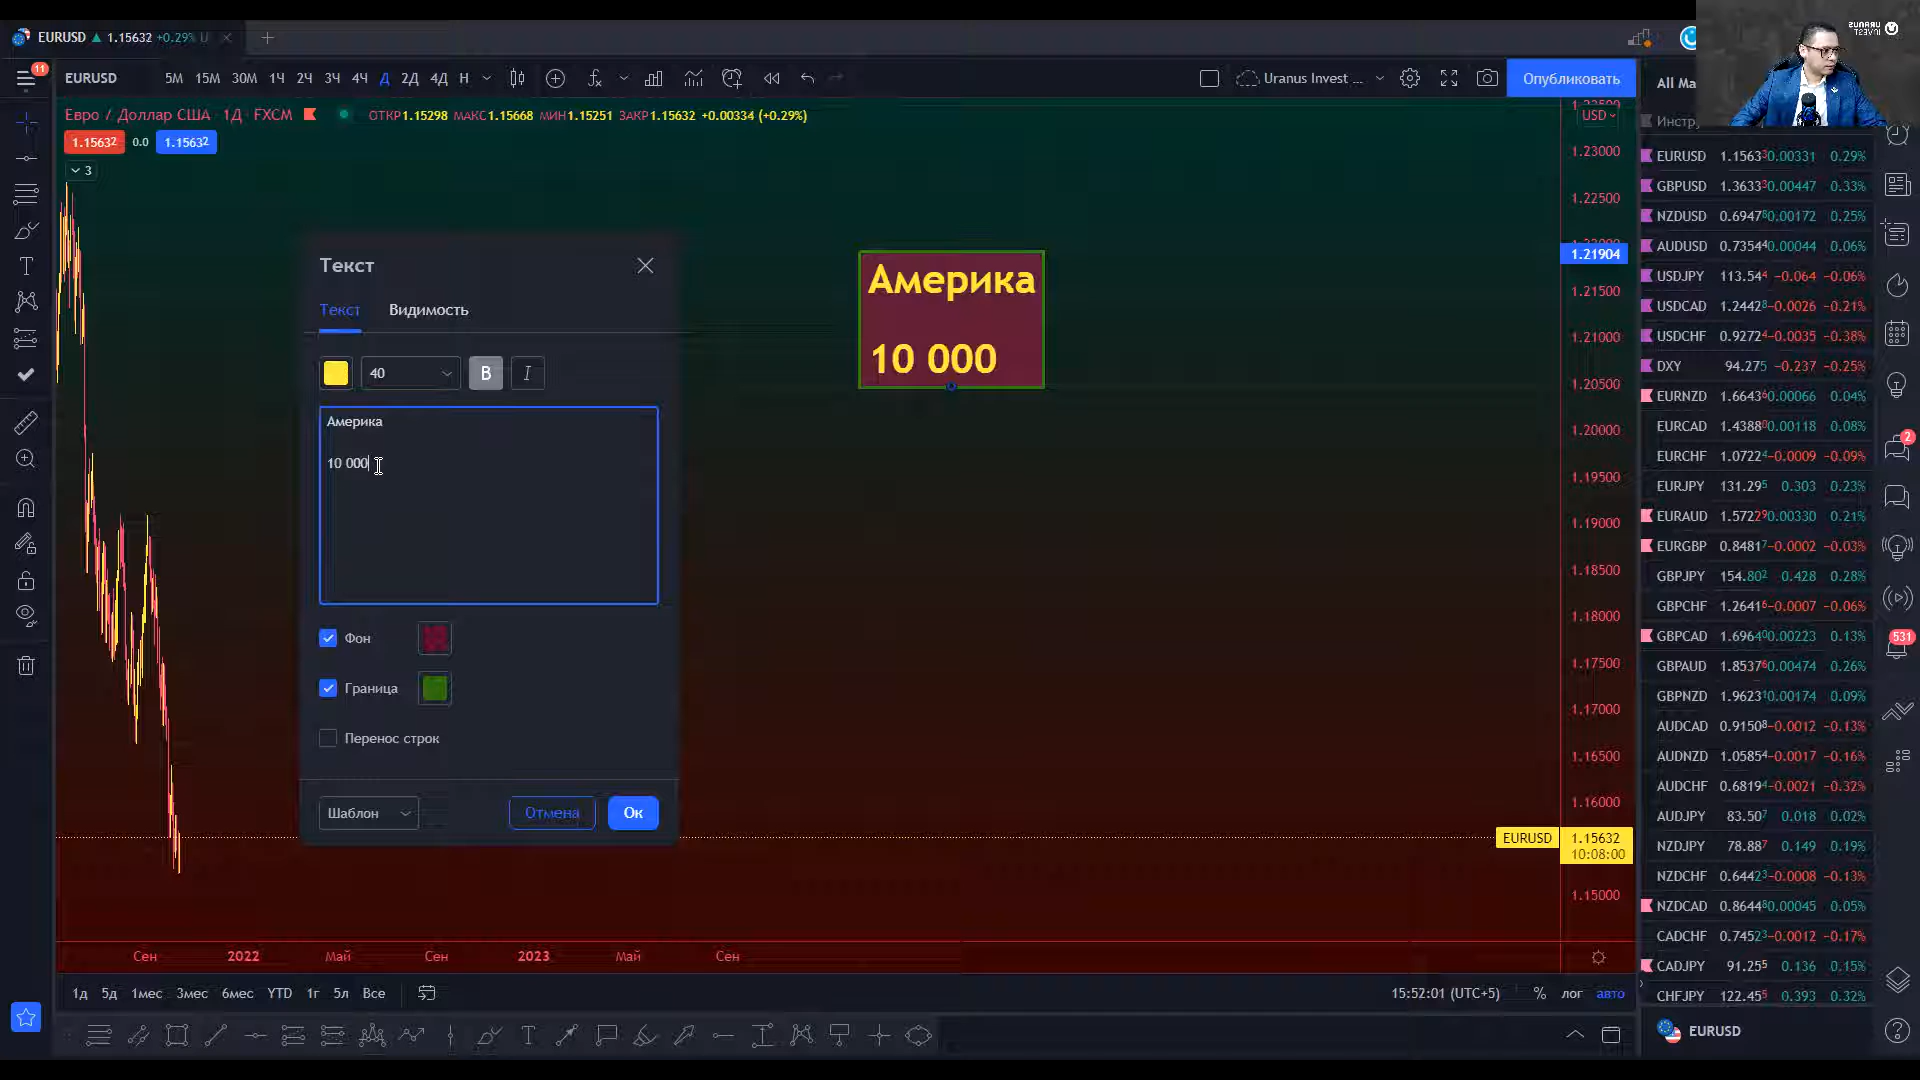 EURUSD ▲ 1.15632 +0.29% U
11
EURUSD 5М 15М 30М 1Ч 2Ч 3Ч 4Ч Д 2Д 4Д Н
Uranus Invest ...
Опубликовать
All Ma
URANUS
INVEST
Евро / Доллар США · 1Д · FXCM
ОТКР1.15298 МАКС1.15668 МИН1.15251 ЗАКР1.15632 +0.00334 (+0.29%)
1.15632 0.0 1.15632
3
Текст
Текст Видимость
40 B I
Америка
10 000
Фон
Граница
Перенос строк
Шаблон Отмена Ок
Америка
10 000
USD
1.23000
1.22500
1.21904
1.21500
1.21000
1.20500
1.20000
1.19500
1.19000
1.18500
1.18000
1.17500
1.17000
1.16500
1.16000
EURUSD 1.15632
10:08:00
1.15000
Сен 2022 Май Сен 2023 Май Сен
1д 5д 1мес 3мес 6мес YTD 1г 5л Все
15:52:01 (UTC+5) % лог авто
Инстру
EURUSD 1.15633 0.00331 0.29%
GBPUSD 1.36333 0.00447 0.33%
NZDUSD 0.69476 0.00172 0.25%
AUDUSD 0.73544 0.00044 0.06%
USDJPY 113.544 −0.064 −0.06%
USDCAD 1.24428 −0.0026 −0.21%
USDCHF 0.92724 −0.0035 −0.38%
DXY 94.275 −0.237 −0.25%
EURNZD 1.66436 0.00066 0.04%
EURCAD 1.43880 0.00118 0.08%
EURCHF 1.07224 −0.0009 −0.09%
EURJPY 131.295 0.303 0.23%
EURAUD 1.57229 0.00330 0.21%
EURGBP 0.84817 −0.0002 −0.03%
GBPJPY 154.802 0.428 0.28%
GBPCHF 1.26416 −0.0007 −0.06%
GBPCAD 1.69640 0.00223 0.13%
GBPAUD 1.85376 0.00474 0.26%
GBPNZD 1.96231 0.00174 0.09%
AUDCAD 0.91508 −0.0012 −0.13%
AUDNZD 1.05854 −0.0017 −0.16%
AUDCHF 0.68194 −0.0021 −0.32%
AUDJPY 83.507 0.018 0.02%
NZDJPY 78.887 0.149 0.19%
NZDCHF 0.64423 −0.0008 −0.13%
NZDCAD 0.86448 0.00045 0.05%
CADCHF 0.74523 −0.0012 −0.17%
CADJPY 91.255 0.136 0.15%
CHFJPY 122.455 0.393 0.32%
EURUSD
2
531